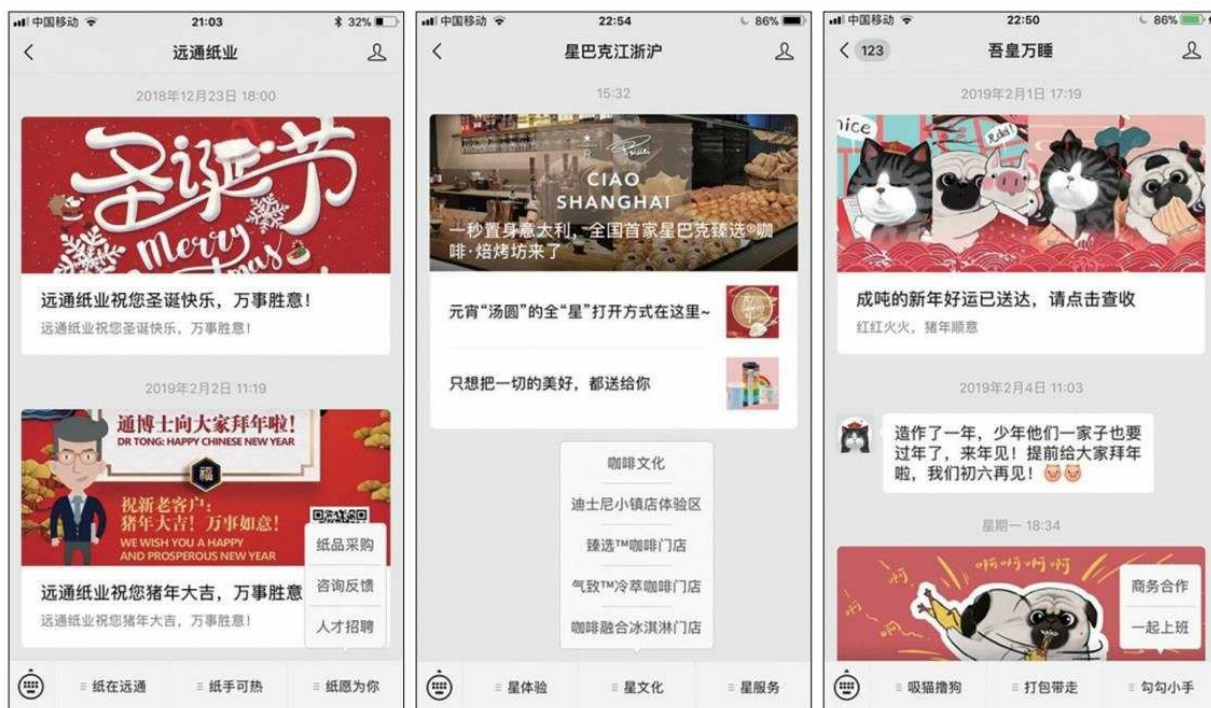 中国移动 21:03 32%
远通纸业
2018年12月23日 18:00
圣诞节
Merry
Christmas
远通纸业祝您圣诞快乐，万事胜意！
远通纸业祝您圣诞快乐，万事胜意！
2019年2月2日 11:19
通博士向大家拜年啦！
DR TONG: HAPPY CHINESE NEW YEAR
福
祝新老客户：
猪年大吉！万事如意！
WE WISH YOU A HAPPY
AND PROSPEROUS NEW YEAR
远通纸业祝您猪年大吉，万事胜意
远通纸业祝您猪年大吉，万事胜意！
纸品采购
咨询反馈
人才招聘
纸在远通 纸手可热 纸愿为你
中国移动 22:54 86%
星巴克江浙沪
15:32
CIAO
SHANGHAI
一秒置身意大利，全国首家星巴克臻选®咖
啡·焙烤坊来了
元宵“汤圆”的全“星”打开方式在这里~
只想把一切的美好，都送给你
咖啡文化
迪士尼小镇店体验区
臻选™咖啡门店
气致™冷萃咖啡门店
咖啡融合冰淇淋门店
星体验 星文化 星服务
中国移动 22:50 86%
123 吾皇万睡
2019年2月1日 17:19
nice
成吨的新年好运已送达，请点击查收
红红火火，猪年顺意
2019年2月4日 11:03
造作了一年，少年他们一家子也要
过年了，来年见！提前给大家拜年
啦，我们初六再见！
星期一 18:34
啊 啊啊啊啊
啊
啊
商务合作
一起上班
吸猫撸狗 打包带走 勾勾小手